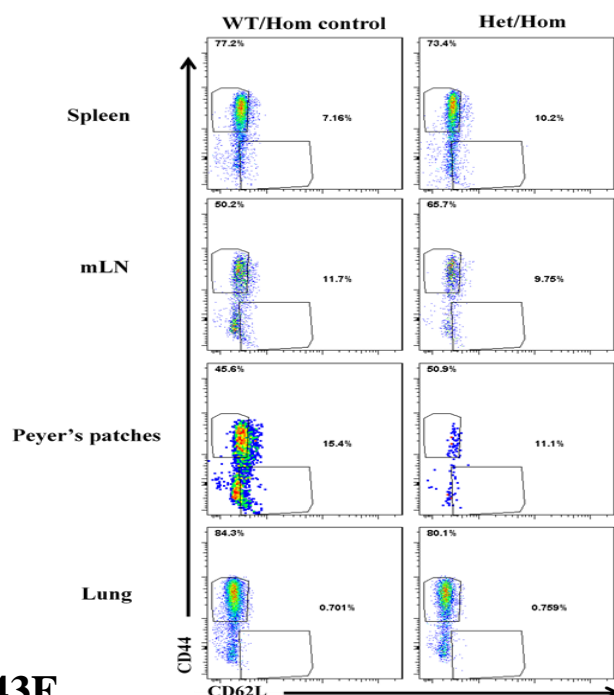 WT/Hom control Het/Hom
77.2% 73.4%
Spleen 7.16% 10.2%
50.2% 65.7%
mLN 11.7% 9.75%
45.6% 50.9%
Peyer's patches 15.4% 11.1%
84.3% 80.1%
Lung 0.701% 0.759%
CD44
CD62L